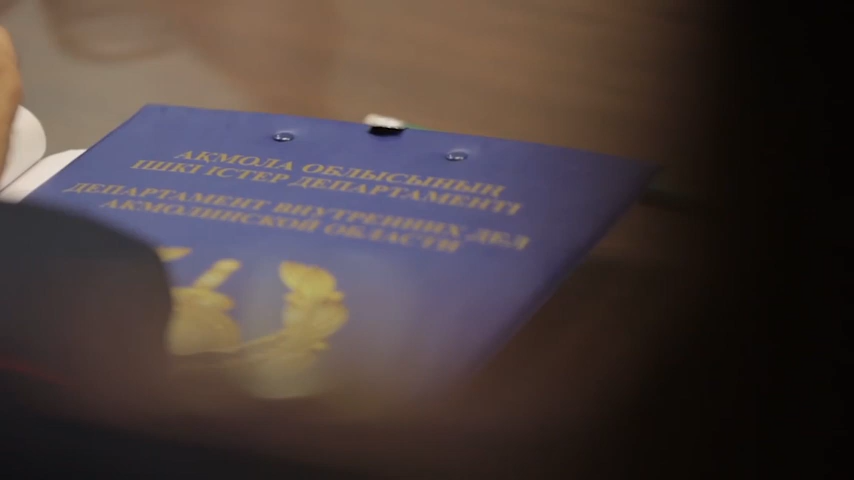 АҚМОЛА ОБЛЫСЫНЫҢ
ІШКІ ІСТЕР ДЕПАРТАМЕНТІ
ДЕПАРТАМЕНТ ВНУТРЕННИХ ДЕЛ
АКМОЛИНСКОЙ ОБЛАСТИ